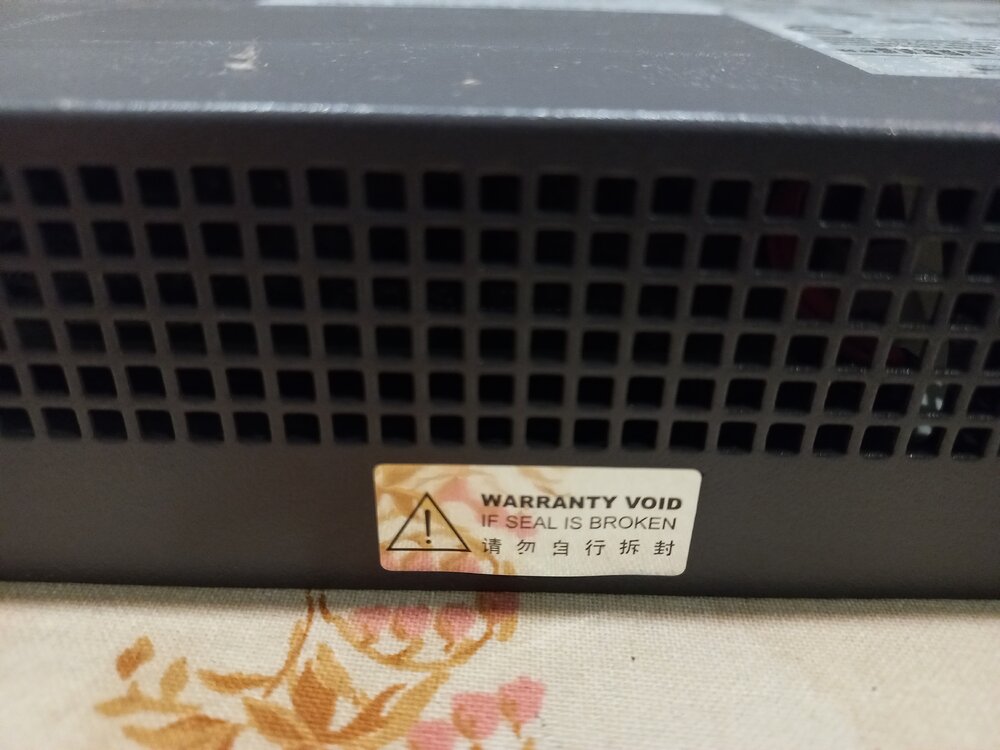 WARRANTY VOID
IF SEAL IS BROKEN
请勿自行拆封